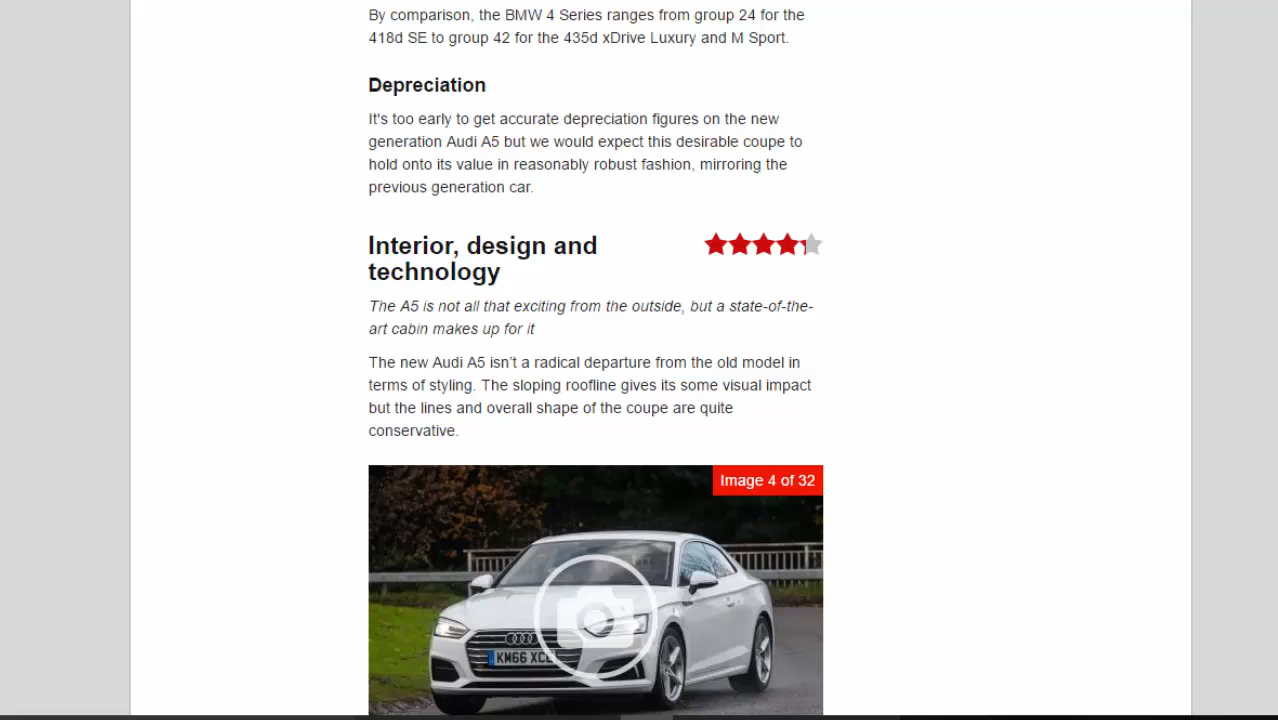 By comparison, the BMW 4 Series ranges from group 24 for the
418d SE to group 42 for the 435d xDrive Luxury and M Sport.
Depreciation
It's too early to get accurate depreciation figures on the new
generation Audi A5 but we would expect this desirable coupe to
hold onto its value in reasonably robust fashion, mirroring the
previous generation car.
Interior, design and
technology
The A5 is not all that exciting from the outside, but a state-of-the-
art cabin makes up for it
The new Audi A5 isn’t a radical departure from the old model in
terms of styling. The sloping roofline gives its some visual impact
but the lines and overall shape of the coupe are quite
conservative.
Image 4 of 32